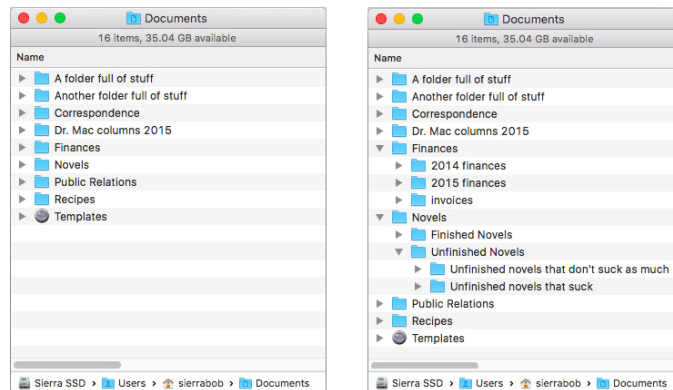 Documents
16 items, 35.04 GB available
Name
A folder full of stuff
Another folder full of stuff
Correspondence
Dr. Mac columns 2015
Finances
Novels
Public Relations
Recipes
Templates
Sierra SSD › Users › sierrabob › Documents
Documents
16 items, 35.04 GB available
Name
A folder full of stuff
Another folder full of stuff
Correspondence
Dr. Mac columns 2015
Finances
2014 finances
2015 finances
invoices
Novels
Finished Novels
Unfinished Novels
Unfinished novels that don't suck as much
Unfinished novels that suck
Public Relations
Recipes
Templates
Sierra SSD › Users › sierrabob › Documents